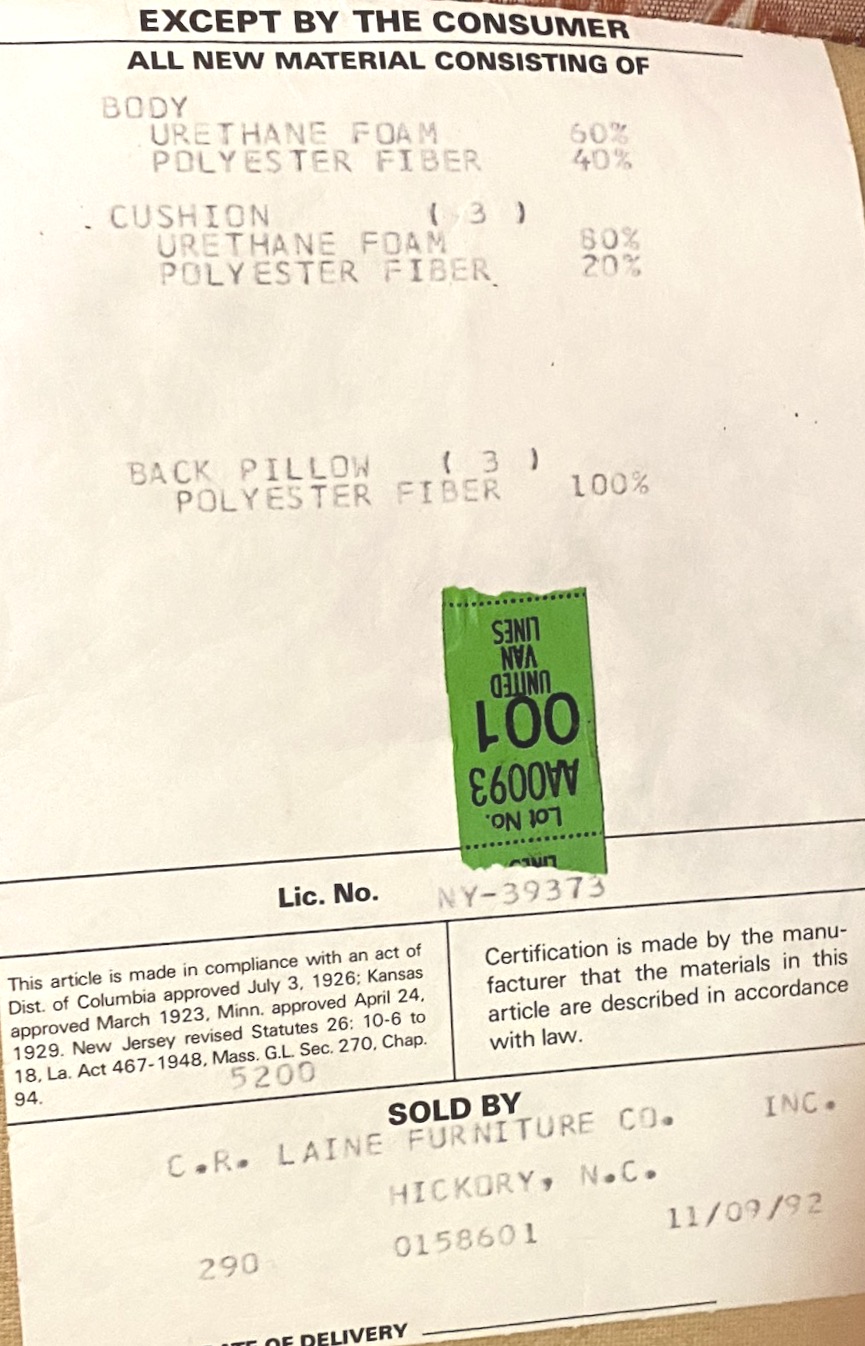 EXCEPT BY THE CONSUMER
ALL NEW MATERIAL CONSISTING OF
BODY
URETHANE FOAM 60%
POLYESTER FIBER 40%
CUSHION ( 3 )
URETHANE FOAM 80%
POLYESTER FIBER 20%
BACK PILLOW ( 3 )
POLYESTER FIBER 100%
Lot No.
AA0093
001
UNITED
VAN
LINES
LINES
Lic. No. NY-39373
This article is made in compliance with an act of
Dist. of Columbia approved July 3, 1926; Kansas
approved March 1923, Minn. approved April 24,
1929. New Jersey revised Statutes 26: 10-6 to
18, La. Act 467-1948, Mass. G.L. Sec. 270, Chap.
94.
5200
Certification is made by the manu-
facturer that the materials in this
article are described in accordance
with law.
SOLD BY
C.R. LAINE FURNITURE CO. INC.
HICKORY, N.C.
290 0158601 11/09/92
OF DELIVERY